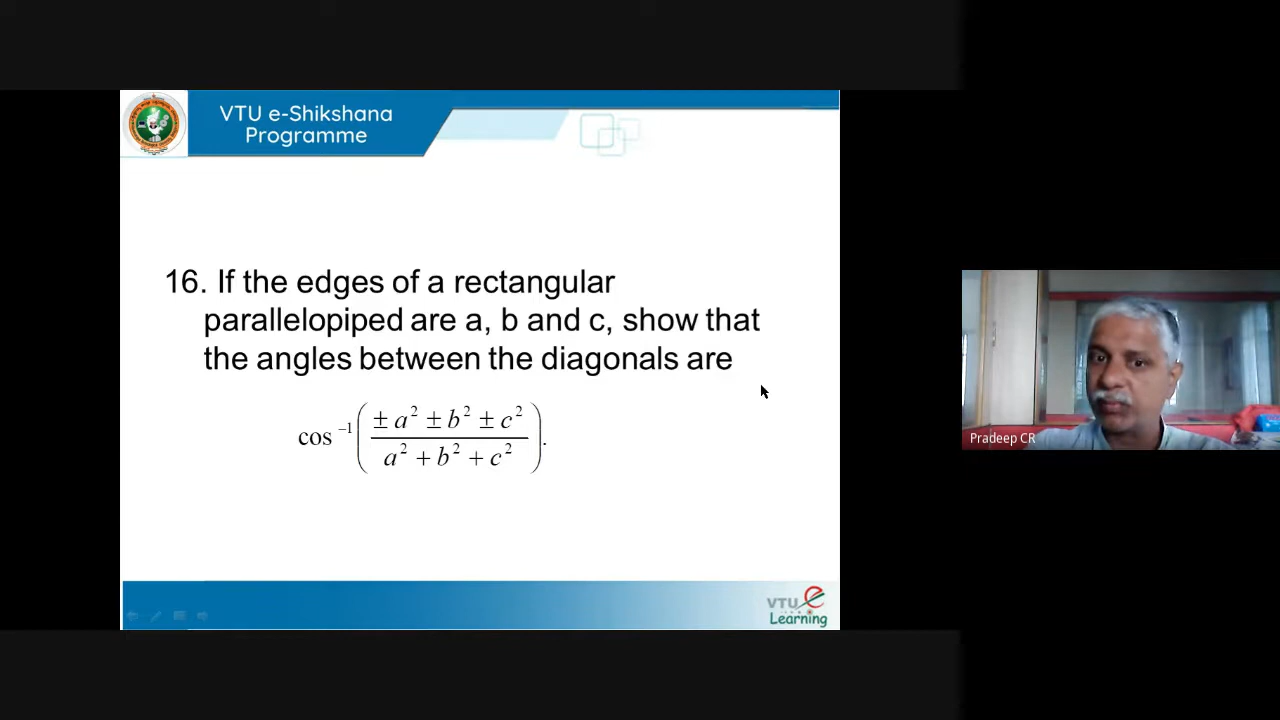 VTU e-Shikshana
Programme
16. If the edges of a rectangular
parallelopiped are a, b and c, show that
the angles between the diagonals are
cos⁻¹((± a² ± b² ± c²)/(a² + b² + c²)).
Pradeep CR
VTU e
Learning